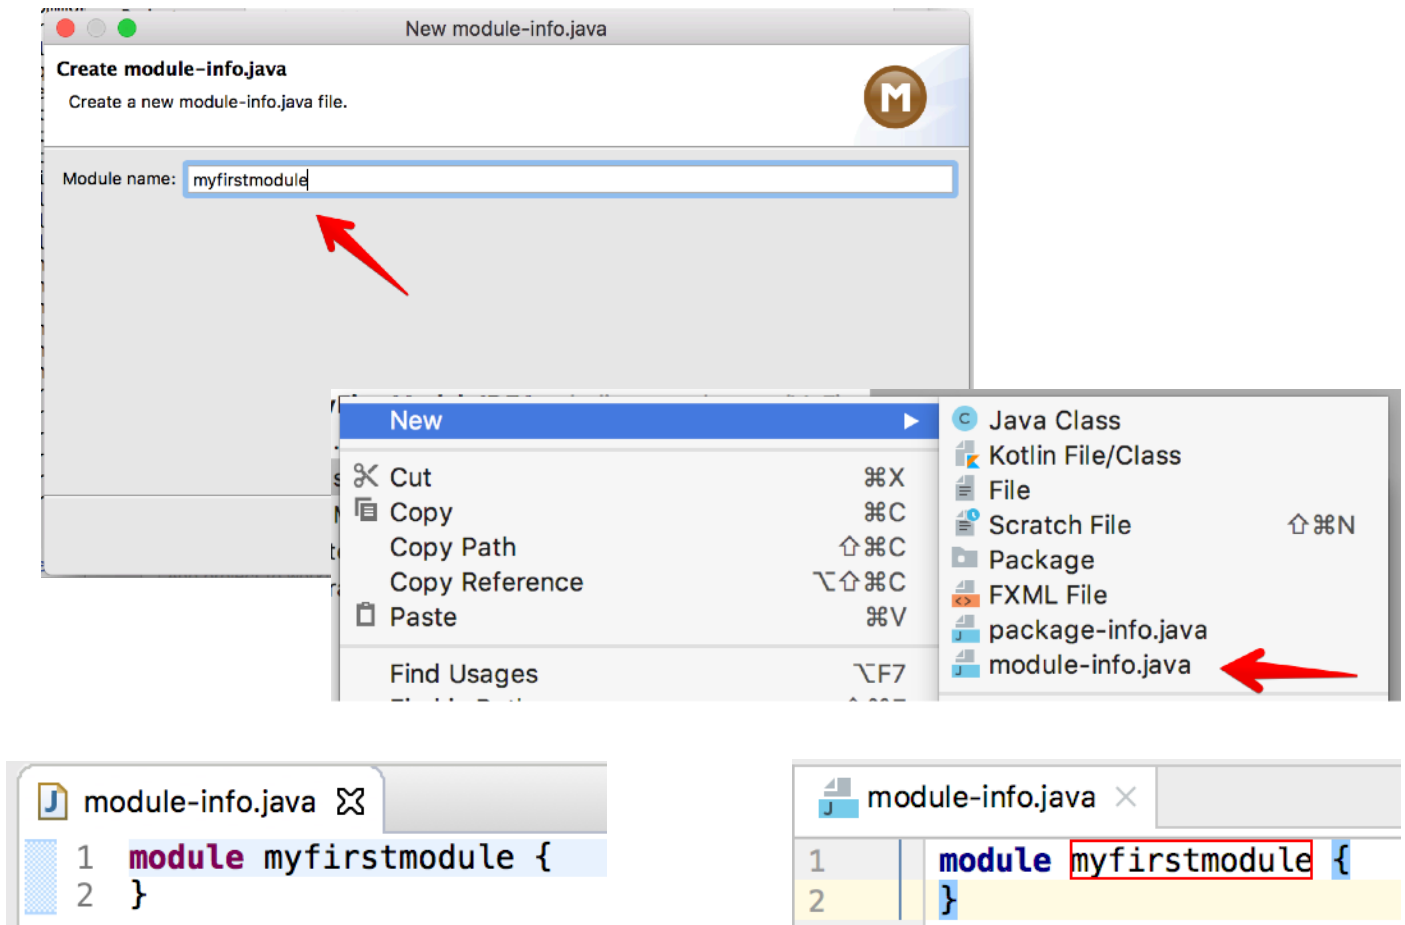 New module-info.java
Create module-info.java
Create a new module-info.java file.
M
Module name: myfirstmodule
New
Cut ⌘X
Copy ⌘C
Copy Path ⇧⌘C
Copy Reference ⌥⇧⌘C
Paste ⌘V
Find Usages ⌥F7
Java Class
Kotlin File/Class
File
Scratch File ⇧⌘N
Package
FXML File
package-info.java
module-info.java
module-info.java
1 module myfirstmodule {
2 }
module-info.java
1 module myfirstmodule {
2 }